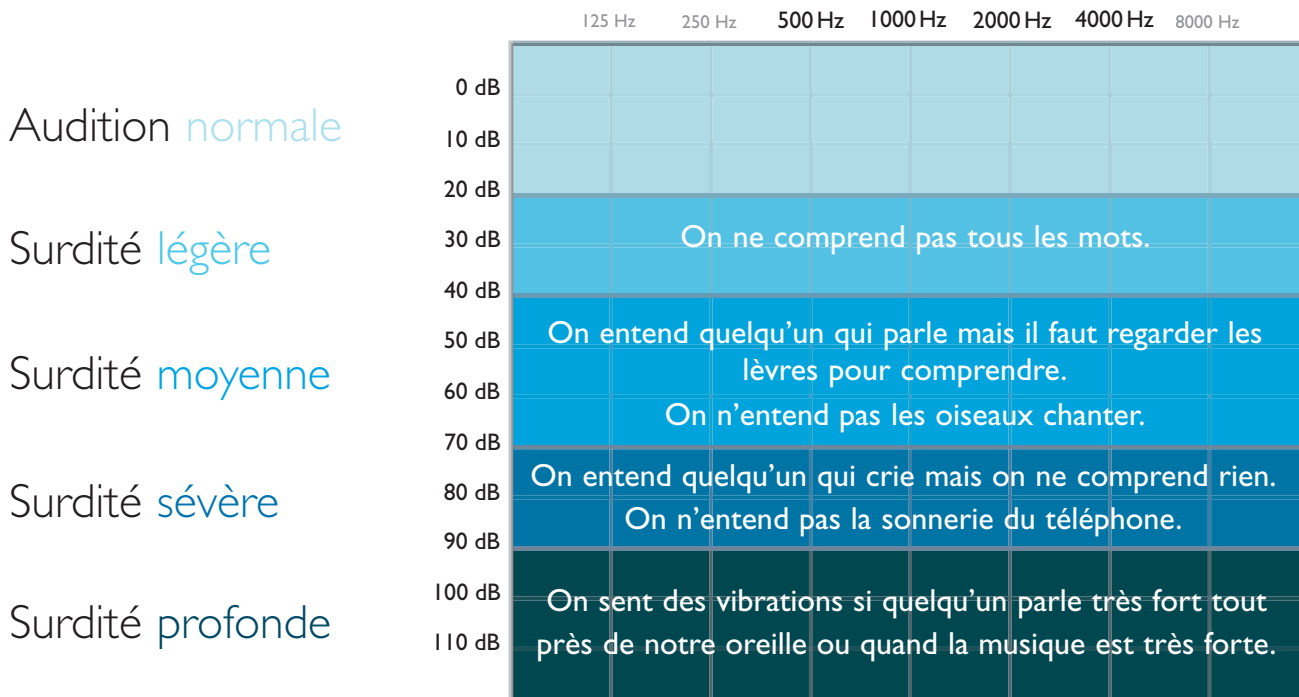 125 Hz 250 Hz 500 Hz 1000 Hz 2000 Hz 4000 Hz 8000 Hz
0 dB
Audition normale
10 dB
20 dB
Surdité légère
30 dB
On ne comprend pas tous les mots.
40 dB
50 dB
On entend quelqu’un qui parle mais il faut regarder les
lèvres pour comprendre.
Surdité moyenne
60 dB
On n’entend pas les oiseaux chanter.
70 dB
On entend quelqu’un qui crie mais on ne comprend rien.
Surdité sévère
80 dB
On n’entend pas la sonnerie du téléphone.
90 dB
100 dB
On sent des vibrations si quelqu’un parle très fort tout
Surdité profonde
110 dB
près de notre oreille ou quand la musique est très forte.